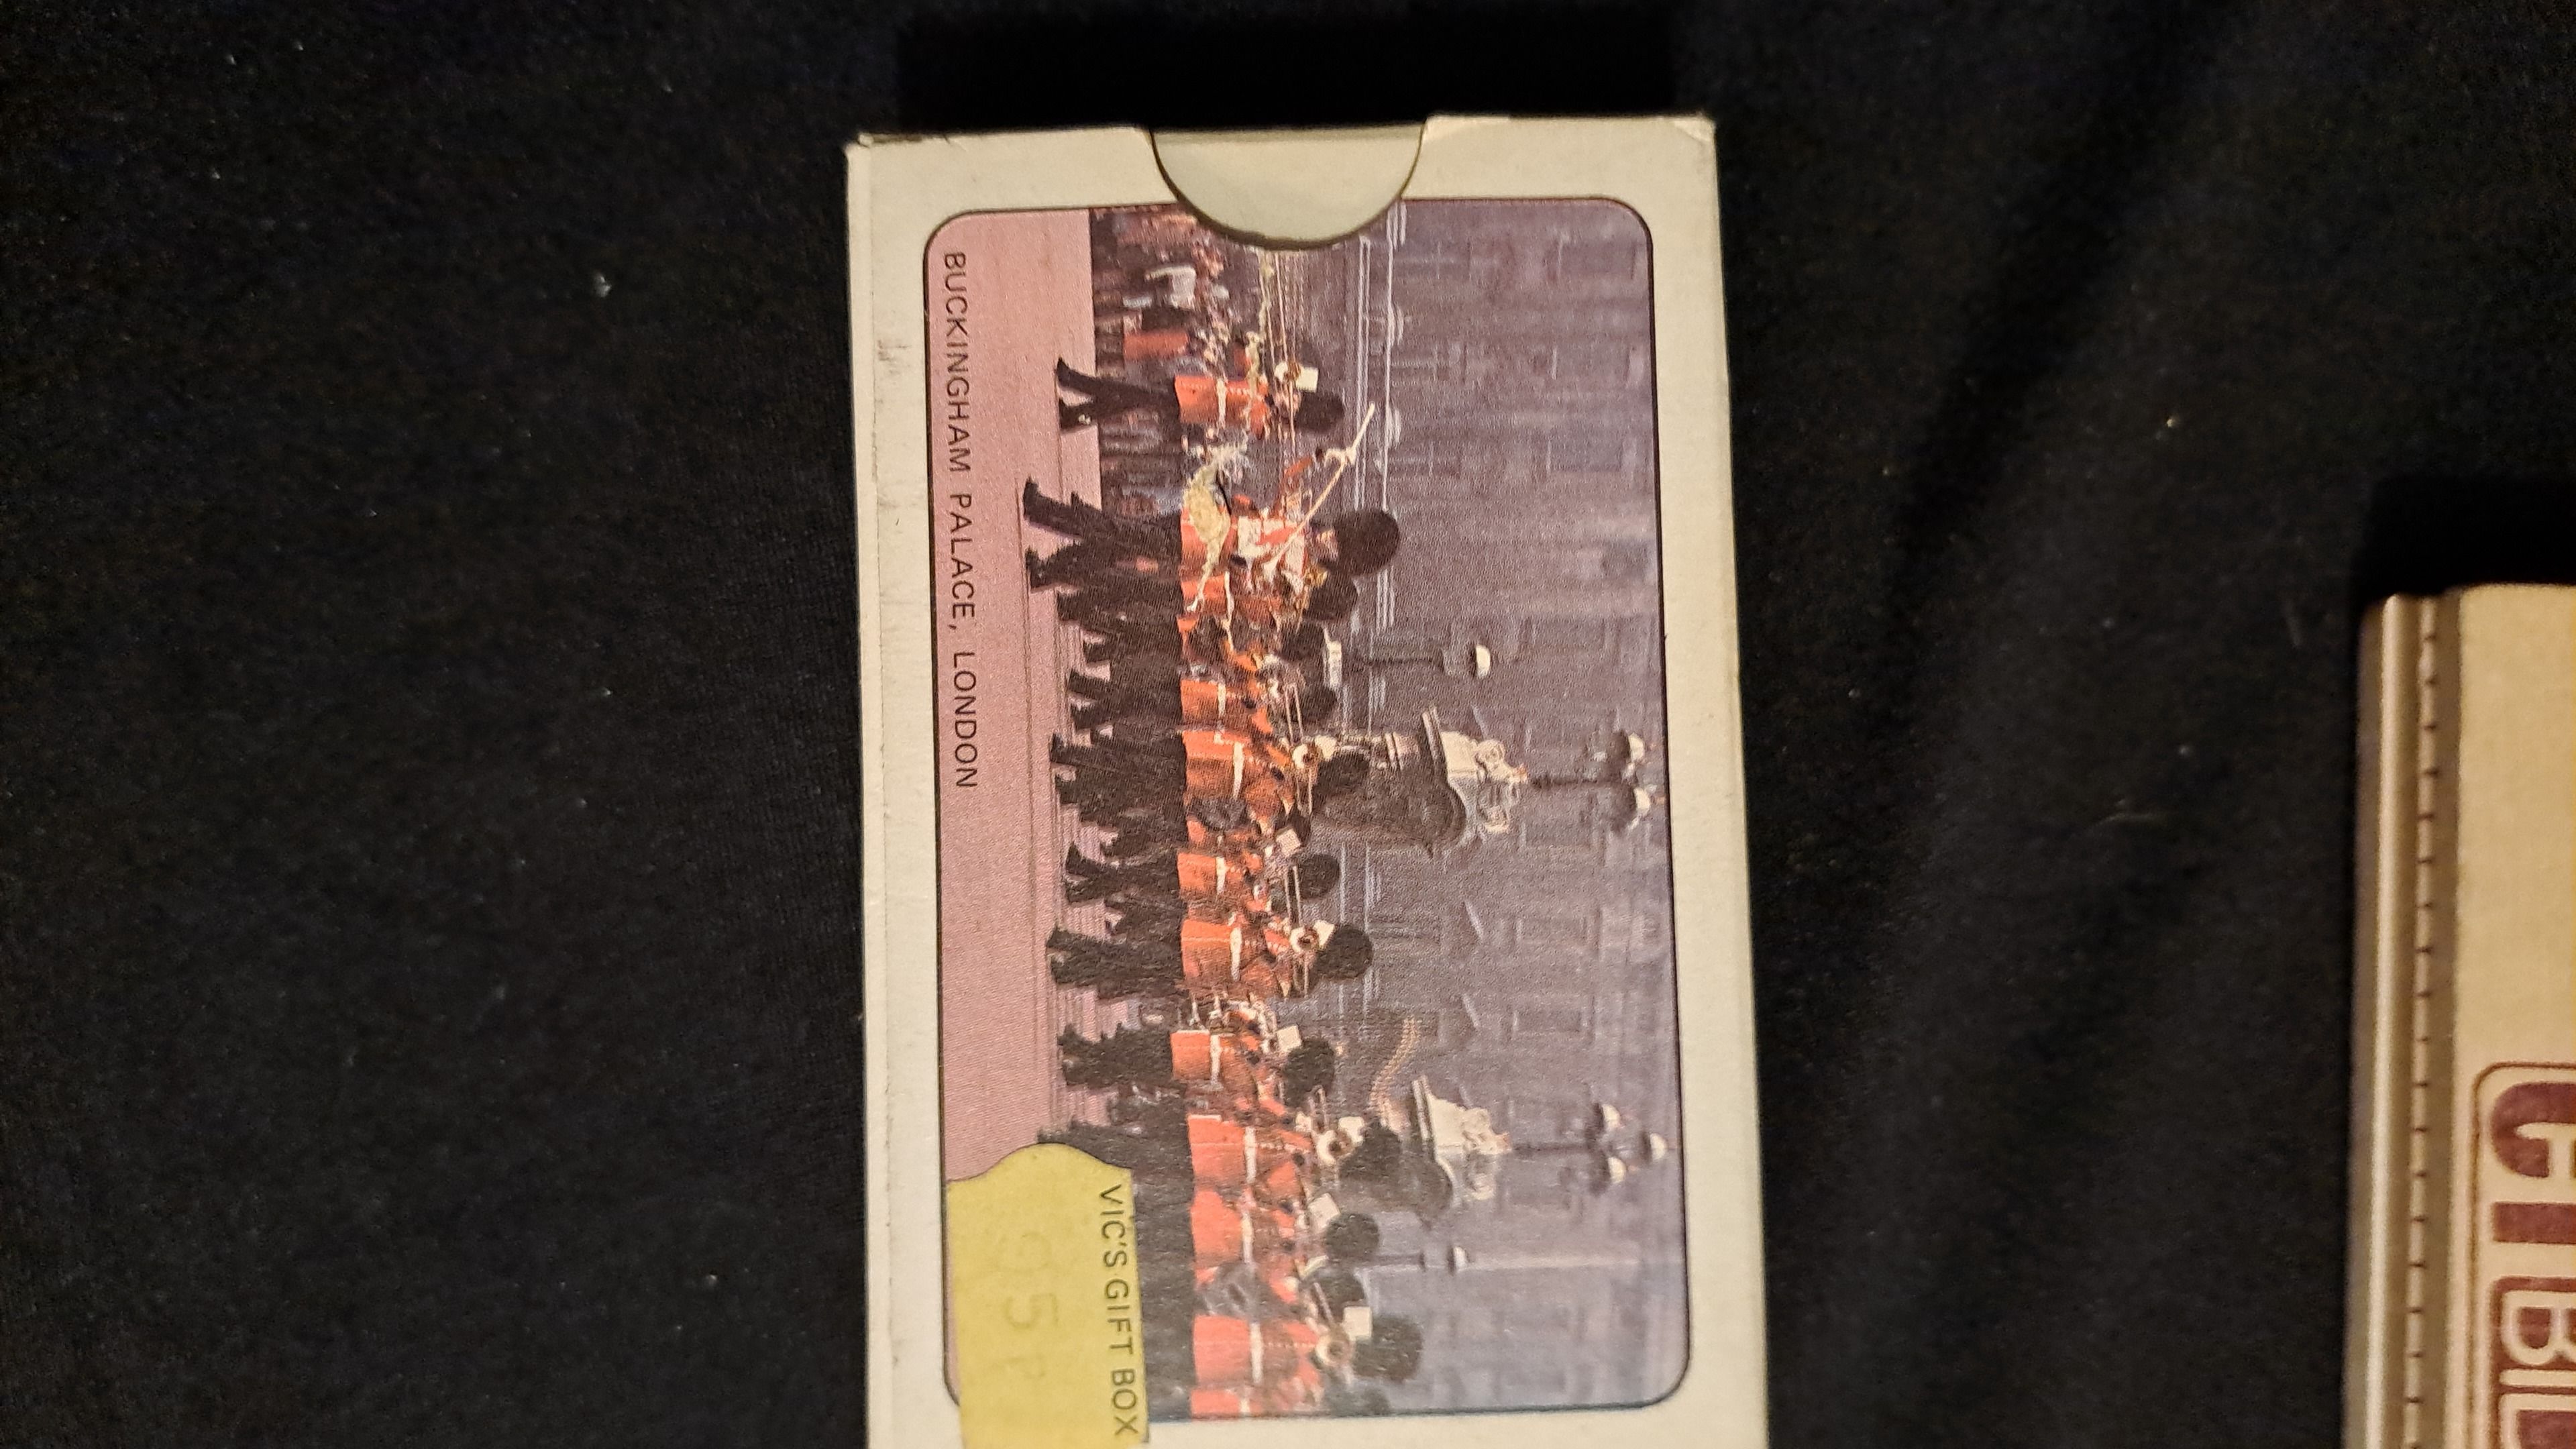 BUCKINGHAM PALACE, LONDON
VIC'S GIFT BOX
95P